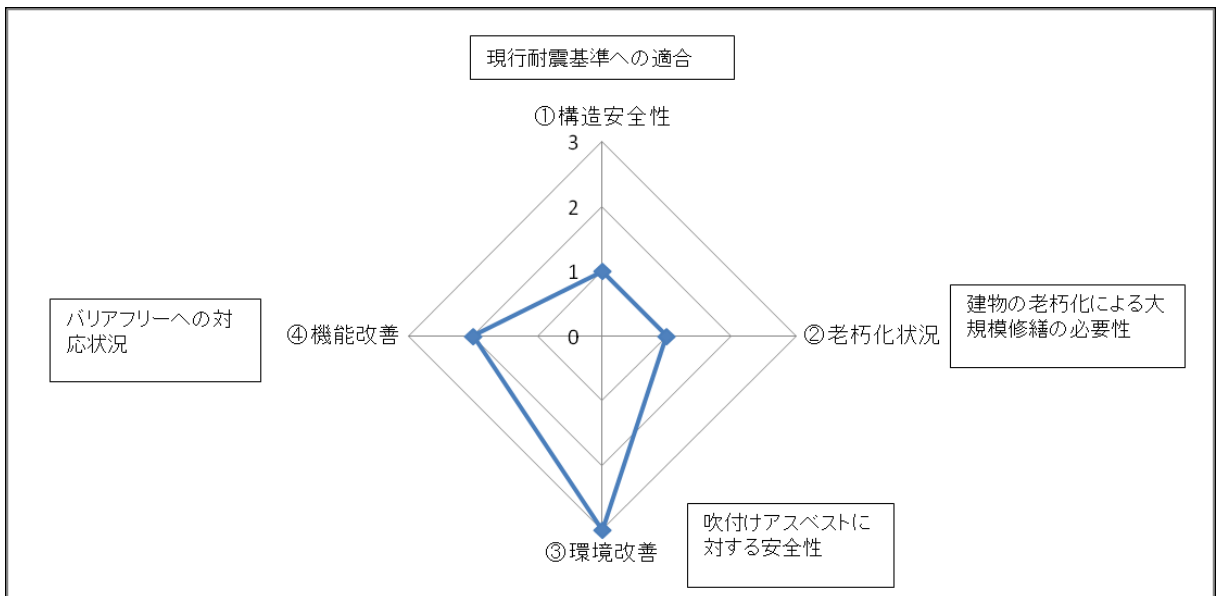 現行耐震基準への適合
①構造安全性
3
2
1
0
バリアフリーへの対
応状況
④機能改善
②老朽化状況
建物の老朽化による大
規模修繕の必要性
吹付けアスベストに
対する安全性
③環境改善